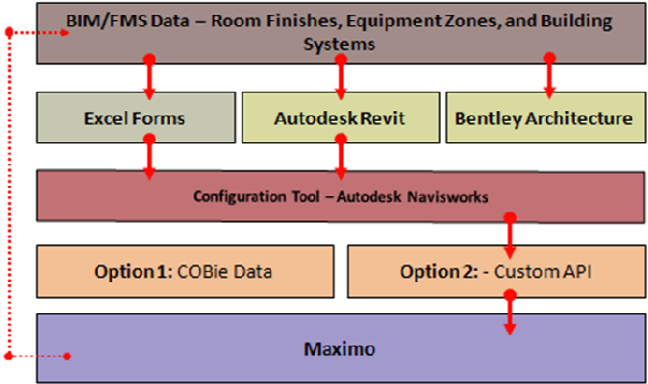 BIM/FMS Data – Room Finishes, Equipment Zones, and Building
Systems
Excel Forms
Autodesk Revit
Bentley Architecture
Configuration Tool – Autodesk Navisworks
Option 1: COBie Data
Option 2: - Custom API
Maximo